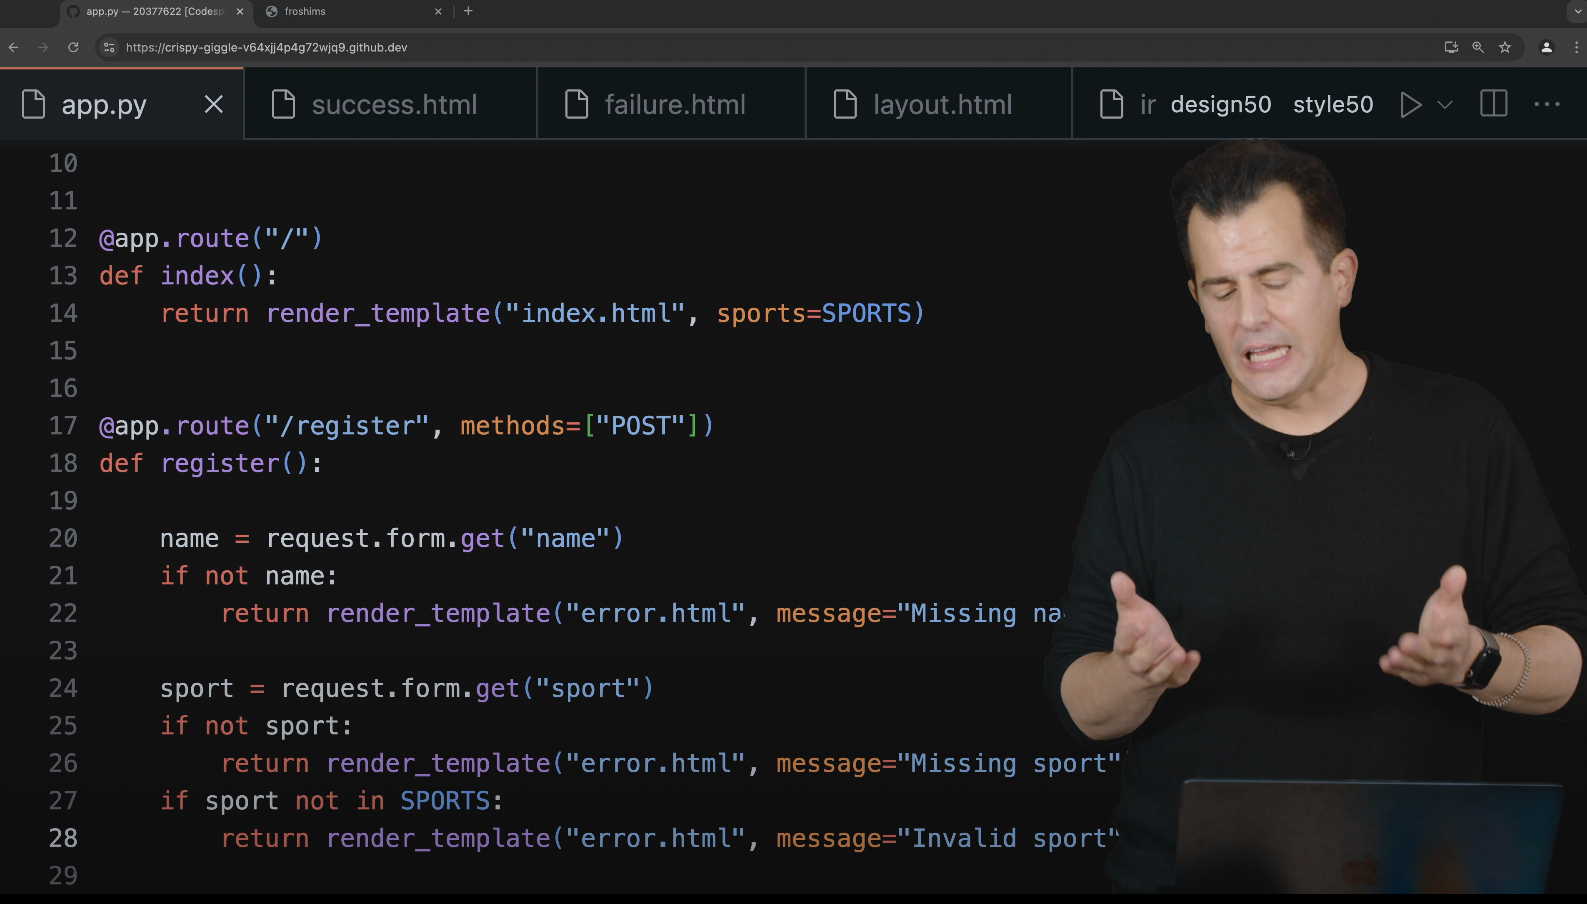 app.py — 20377622 [Codesp
froshims
https://crispy-giggle-v64xjj4p4g72wjq9.github.dev
app.py
success.html
failure.html
layout.html
ir
design50
style50
10
11
12 @app.route("/")
13 def index():
14 return render_template("index.html", sports=SPORTS)
15
16
17 @app.route("/register", methods=["POST"])
18 def register():
19
20 name = request.form.get("name")
21 if not name:
22 return render_template("error.html", message="Missing na
23
24 sport = request.form.get("sport")
25 if not sport:
26 return render_template("error.html", message="Missing sport"
27 if sport not in SPORTS:
28 return render_template("error.html", message="Invalid sport"
29